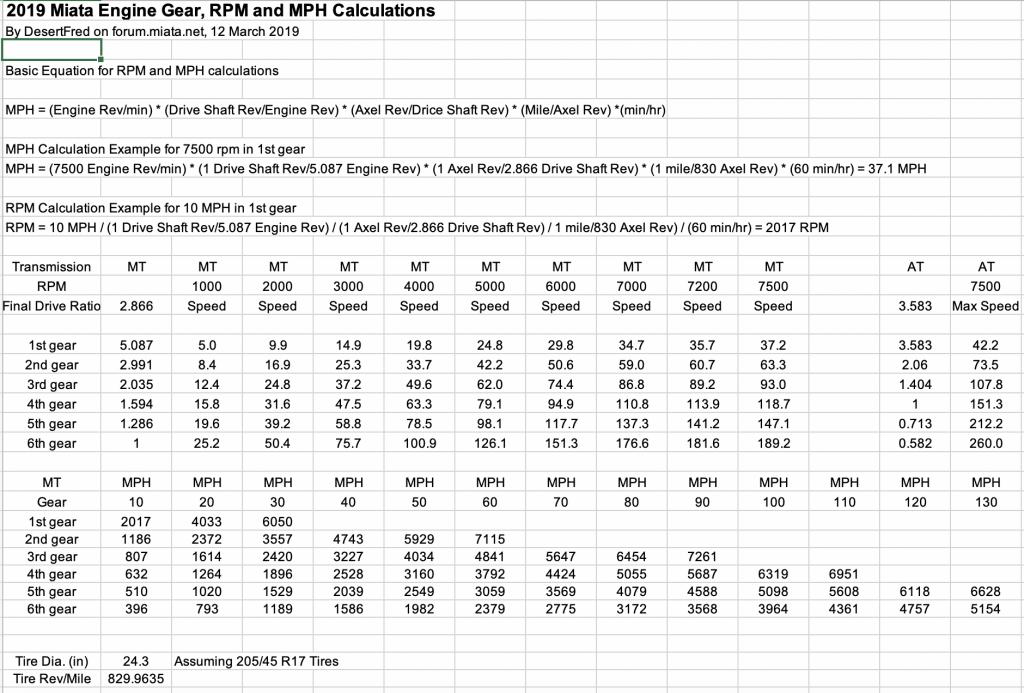 2019 Miata Engine Gear, RPM and MPH Calculations
By DesertFred on forum.miata.net, 12 March 2019
Basic Equation for RPM and MPH calculations
MPH = (Engine Rev/min) * (Drive Shaft Rev/Engine Rev) * (Axel Rev/Drice Shaft Rev) * (Mile/Axel Rev) *(min/hr)
MPH Calculation Example for 7500 rpm in 1st gear
MPH = (7500 Engine Rev/min) * (1 Drive Shaft Rev/5.087 Engine Rev) * (1 Axel Rev/2.866 Drive Shaft Rev) * (1 mile/830 Axel Rev) * (60 min/hr) = 37.1 MPH
RPM Calculation Example for 10 MPH in 1st gear
RPM = 10 MPH / (1 Drive Shaft Rev/5.087 Engine Rev) / (1 Axel Rev/2.866 Drive Shaft Rev) / 1 mile/830 Axel Rev) / (60 min/hr) = 2017 RPM
Transmission MT MT MT MT MT MT MT MT MT MT AT AT
RPM 1000 2000 3000 4000 5000 6000 7000 7200 7500 7500
Final Drive Ratio 2.866 Speed Speed Speed Speed Speed Speed Speed Speed Speed 3.583 Max Speed
1st gear 5.087 5.0 9.9 14.9 19.8 24.8 29.8 34.7 35.7 37.2 3.583 42.2
2nd gear 2.991 8.4 16.9 25.3 33.7 42.2 50.6 59.0 60.7 63.3 2.06 73.5
3rd gear 2.035 12.4 24.8 37.2 49.6 62.0 74.4 86.8 89.2 93.0 1.404 107.8
4th gear 1.594 15.8 31.6 47.5 63.3 79.1 94.9 110.8 113.9 118.7 1 151.3
5th gear 1.286 19.6 39.2 58.8 78.5 98.1 117.7 137.3 141.2 147.1 0.713 212.2
6th gear 1 25.2 50.4 75.7 100.9 126.1 151.3 176.6 181.6 189.2 0.582 260.0
MT MPH MPH MPH MPH MPH MPH MPH MPH MPH MPH MPH MPH MPH
Gear 10 20 30 40 50 60 70 80 90 100 110 120 130
1st gear 2017 4033 6050
2nd gear 1186 2372 3557 4743 5929 7115
3rd gear 807 1614 2420 3227 4034 4841 5647 6454 7261
4th gear 632 1264 1896 2528 3160 3792 4424 5055 5687 6319 6951
5th gear 510 1020 1529 2039 2549 3059 3569 4079 4588 5098 5608 6118 6628
6th gear 396 793 1189 1586 1982 2379 2775 3172 3568 3964 4361 4757 5154
Tire Dia. (in) 24.3 Assuming 205/45 R17 Tires
Tire Rev/Mile 829.9635